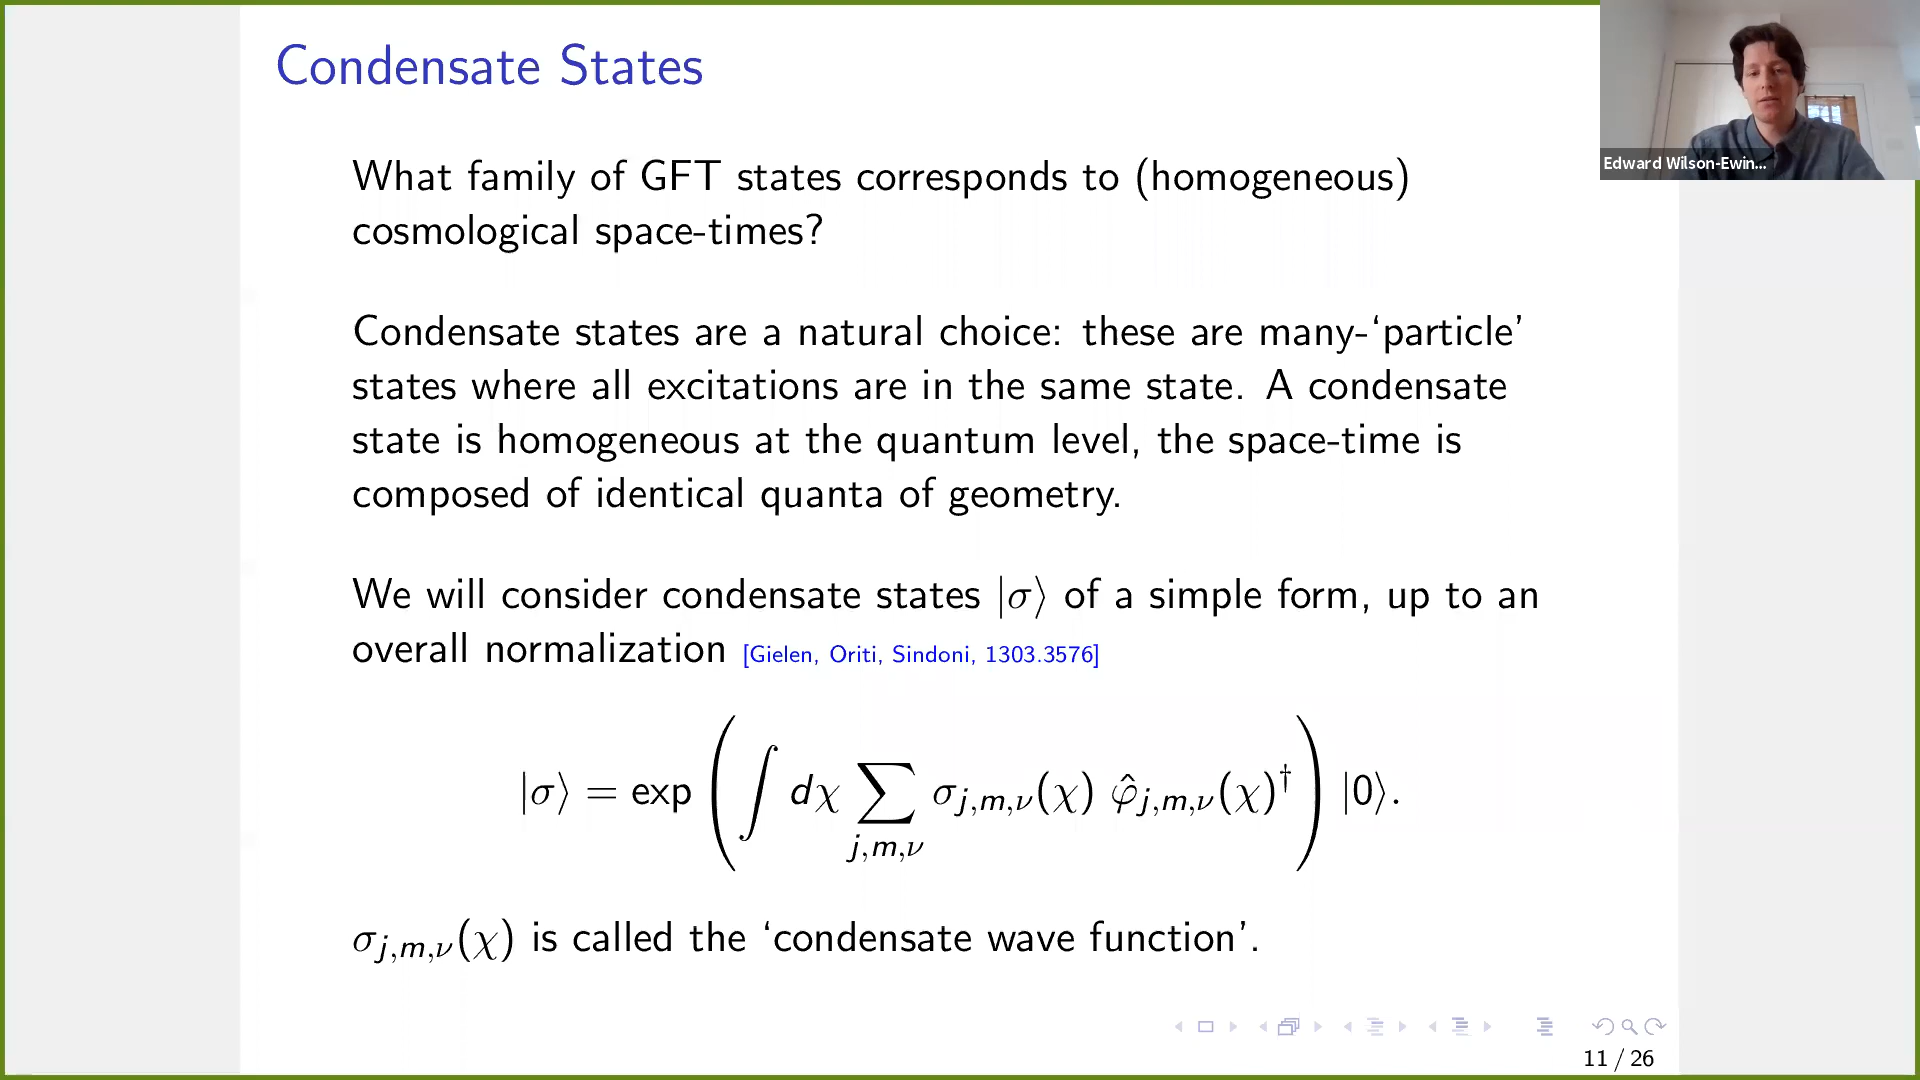 Condensate States
Edward Wilson-Ewin...
What family of GFT states corresponds to (homogeneous)
cosmological space-times?
Condensate states are a natural choice: these are many-‘particle’
states where all excitations are in the same state. A condensate
state is homogeneous at the quantum level, the space-time is
composed of identical quanta of geometry.
We will consider condensate states |σ⟩ of a simple form, up to an
overall normalization [Gielen, Oriti, Sindoni, 1303.3576]
|σ⟩ = exp ( ∫ dχ ∑_{j,m,ν} σ_{j,m,ν}(χ) φ̂_{j,m,ν}(χ)^† ) |0⟩.
σ_{j,m,ν}(χ) is called the ‘condensate wave function’.
11 / 26